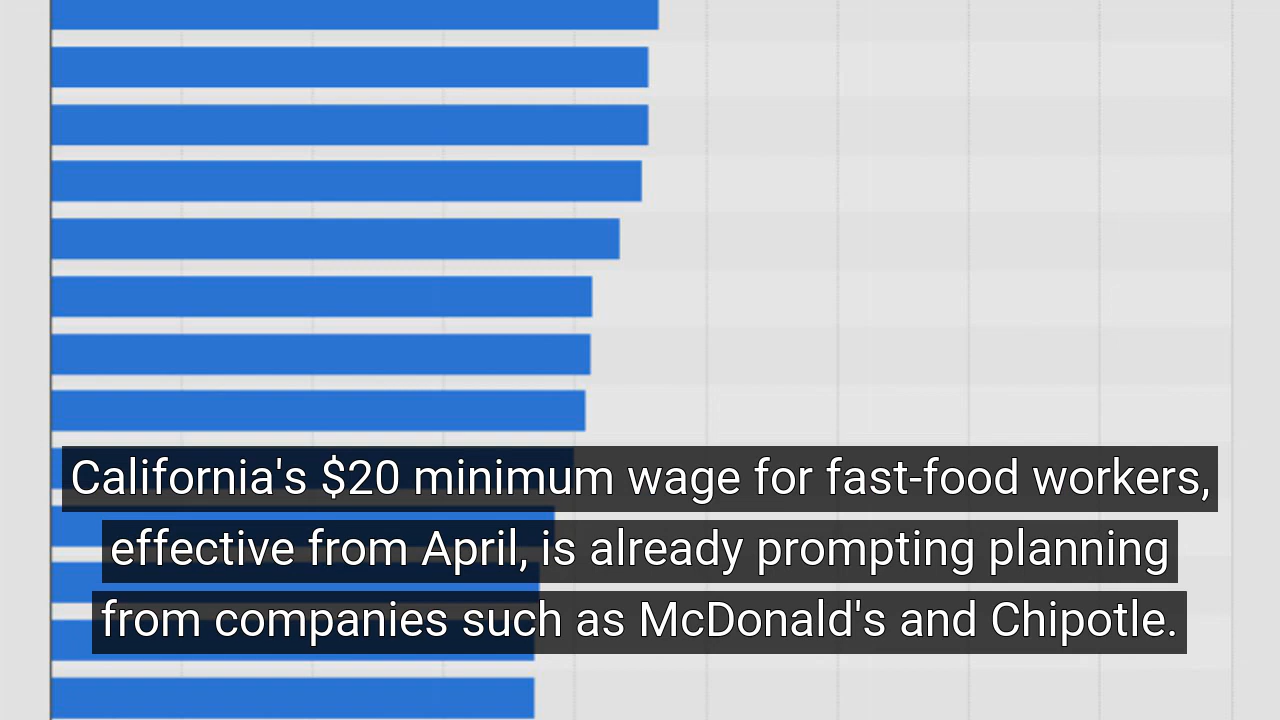 California's $20 minimum wage for fast-food workers,
effective from April, is already prompting planning
from companies such as McDonald's and Chipotle.